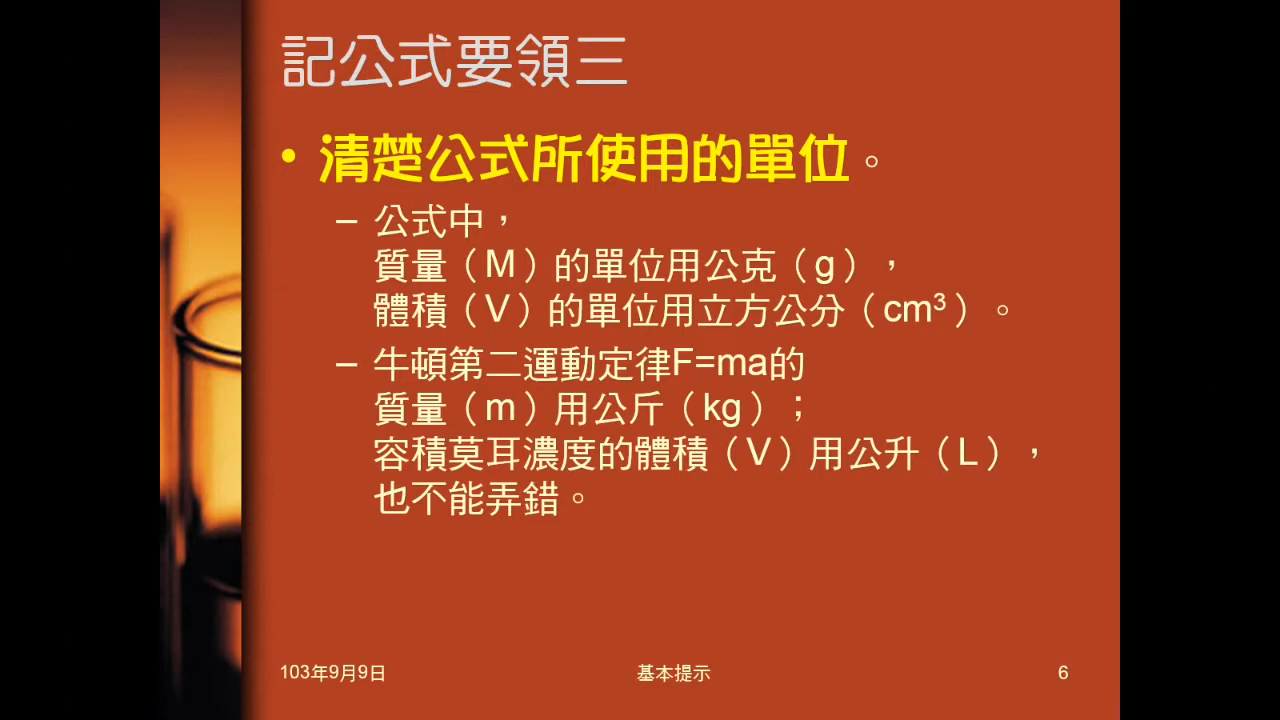 記公式要領三
• 清楚公式所使用的單位。
– 公式中，
質量（M）的單位用公克（g），
體積（V）的單位用立方公分（cm³）。
– 牛頓第二運動定律F=ma的
質量（m）用公斤（kg）；
容積莫耳濃度的體積（V）用公升（L），
也不能弄錯。
103年9月9日
基本提示
6